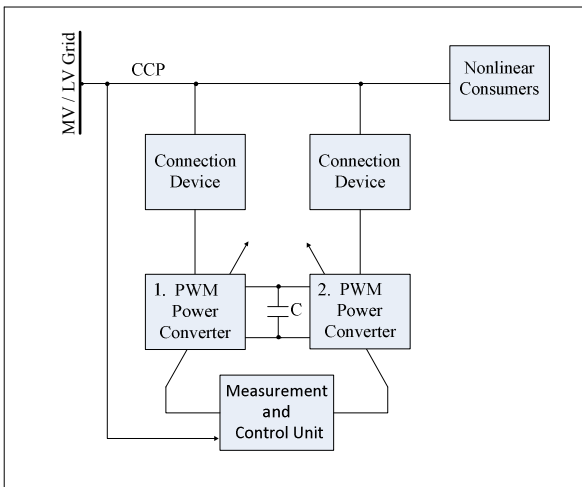 MV / LV Grid
CCP
Nonlinear
Consumers
Connection
Device
Connection
Device
1. PWM
Power
Converter
C
2. PWM
Power
Converter
Measurement
and
Control Unit